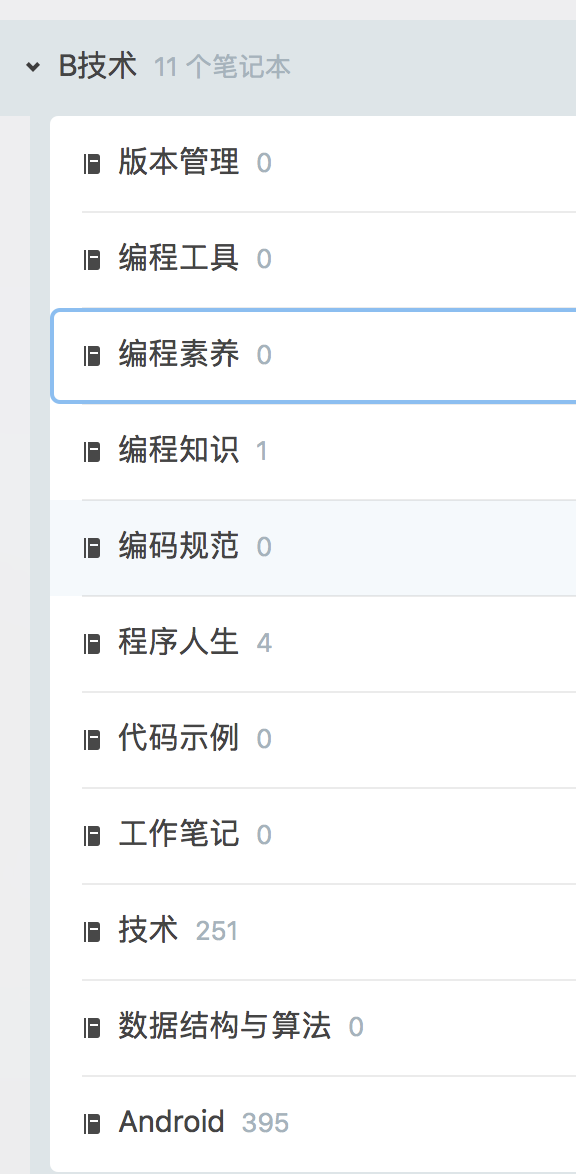 B技术 11 个笔记本
版本管理 0
编程工具 0
编程素养 0
编程知识 1
编码规范 0
程序人生 4
代码示例 0
工作笔记 0
技术 251
数据结构与算法 0
Android 395